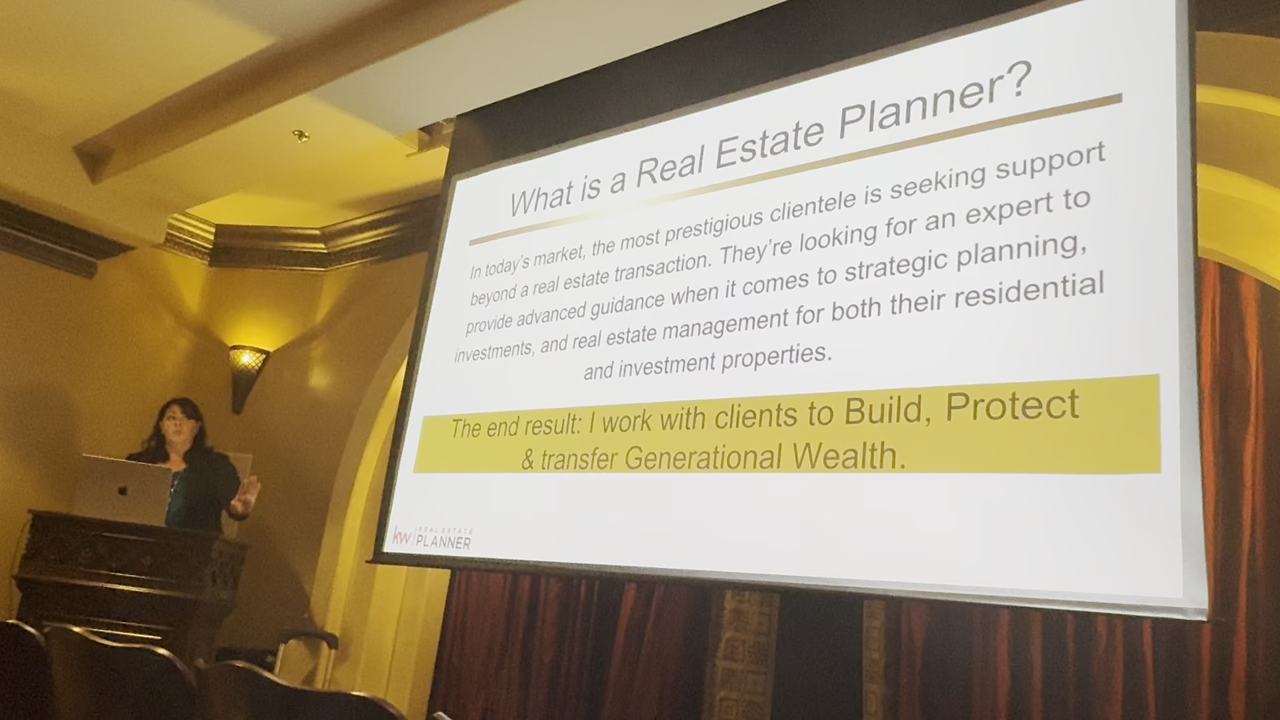 What is a Real Estate Planner?
In today's market, the most prestigious clientele is seeking support
beyond a real estate transaction. They're looking for an expert to
provide advanced guidance when it comes to strategic planning,
investments, and real estate management for both their residential
and investment properties.
The end result: I work with clients to Build, Protect
& transfer Generational Wealth.
kw REAL ESTATE
PLANNER